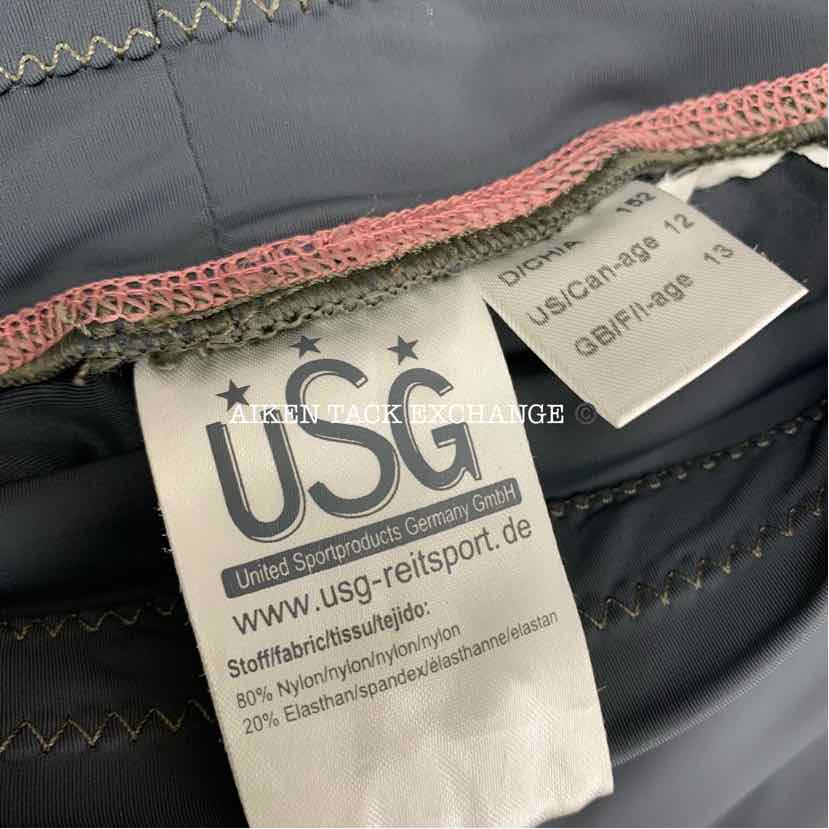 USG
AIKEN TACK EXCHANGE ©
United Sportproducts Germany GmbH
www.usg-reitsport.de
Stoff/fabric/tissu/tejido:
80% Nylon/nylon/nylon/nylon
20% Elasthan/spandex/élasthanne/elastan
D/CH/A 152
US/Can-age 12
GB/F/I-age 13